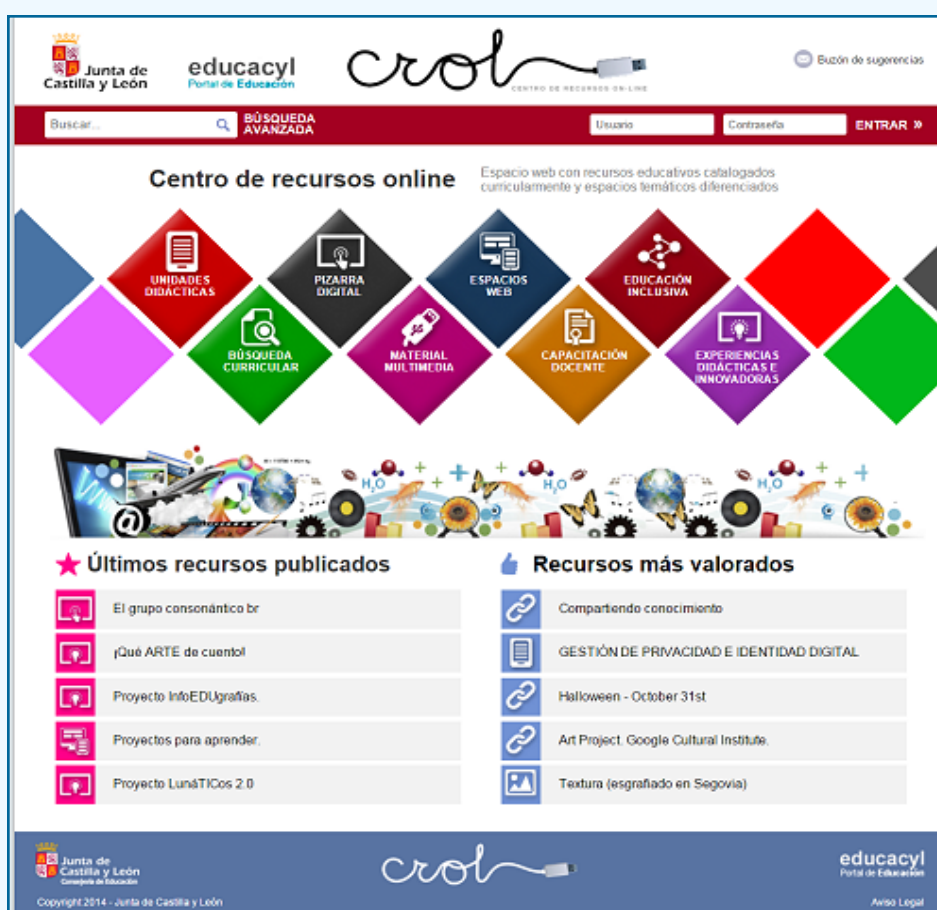 Junta de
Castilla y León
educacyl
Portal de Educación
crol
CENTRO DE RECURSOS ON-LINE
Buzón de sugerencias
Buscar...
BÚSQUEDA
AVANZADA
Usuario
Contraseña
ENTRAR »
Centro de recursos online
Espacio web con recursos educativos catalogados
curricularmente y espacios temáticos diferenciados
UNIDADES
DIDÁCTICAS
PIZARRA
DIGITAL
ESPACIOS
WEB
EDUCACIÓN
INCLUSIVA
BÚSQUEDA
CURRICULAR
MATERIAL
MULTIMEDIA
CAPACITACIÓN
DOCENTE
EXPERIENCIAS
DIDÁCTICAS E
INNOVADORAS
@
H2O
H2O
H2O
Últimos recursos publicados
El grupo consonántico br
¡Qué ARTE de cuento!
Proyecto InfoEDUgrafías.
Proyectos para aprender.
Proyecto LunáTICos 2.0
Recursos más valorados
Compartiendo conocimiento
GESTIÓN DE PRIVACIDAD E IDENTIDAD DIGITAL
Halloween - October 31st
Art Project. Google Cultural Institute.
Textura (esgrafiado en Segovia)
Junta de
Castilla y León
Consejería de Educación
crol
educacyl
Portal de Educación
Copyright 2014 - Junta de Castilla y León
Aviso Legal